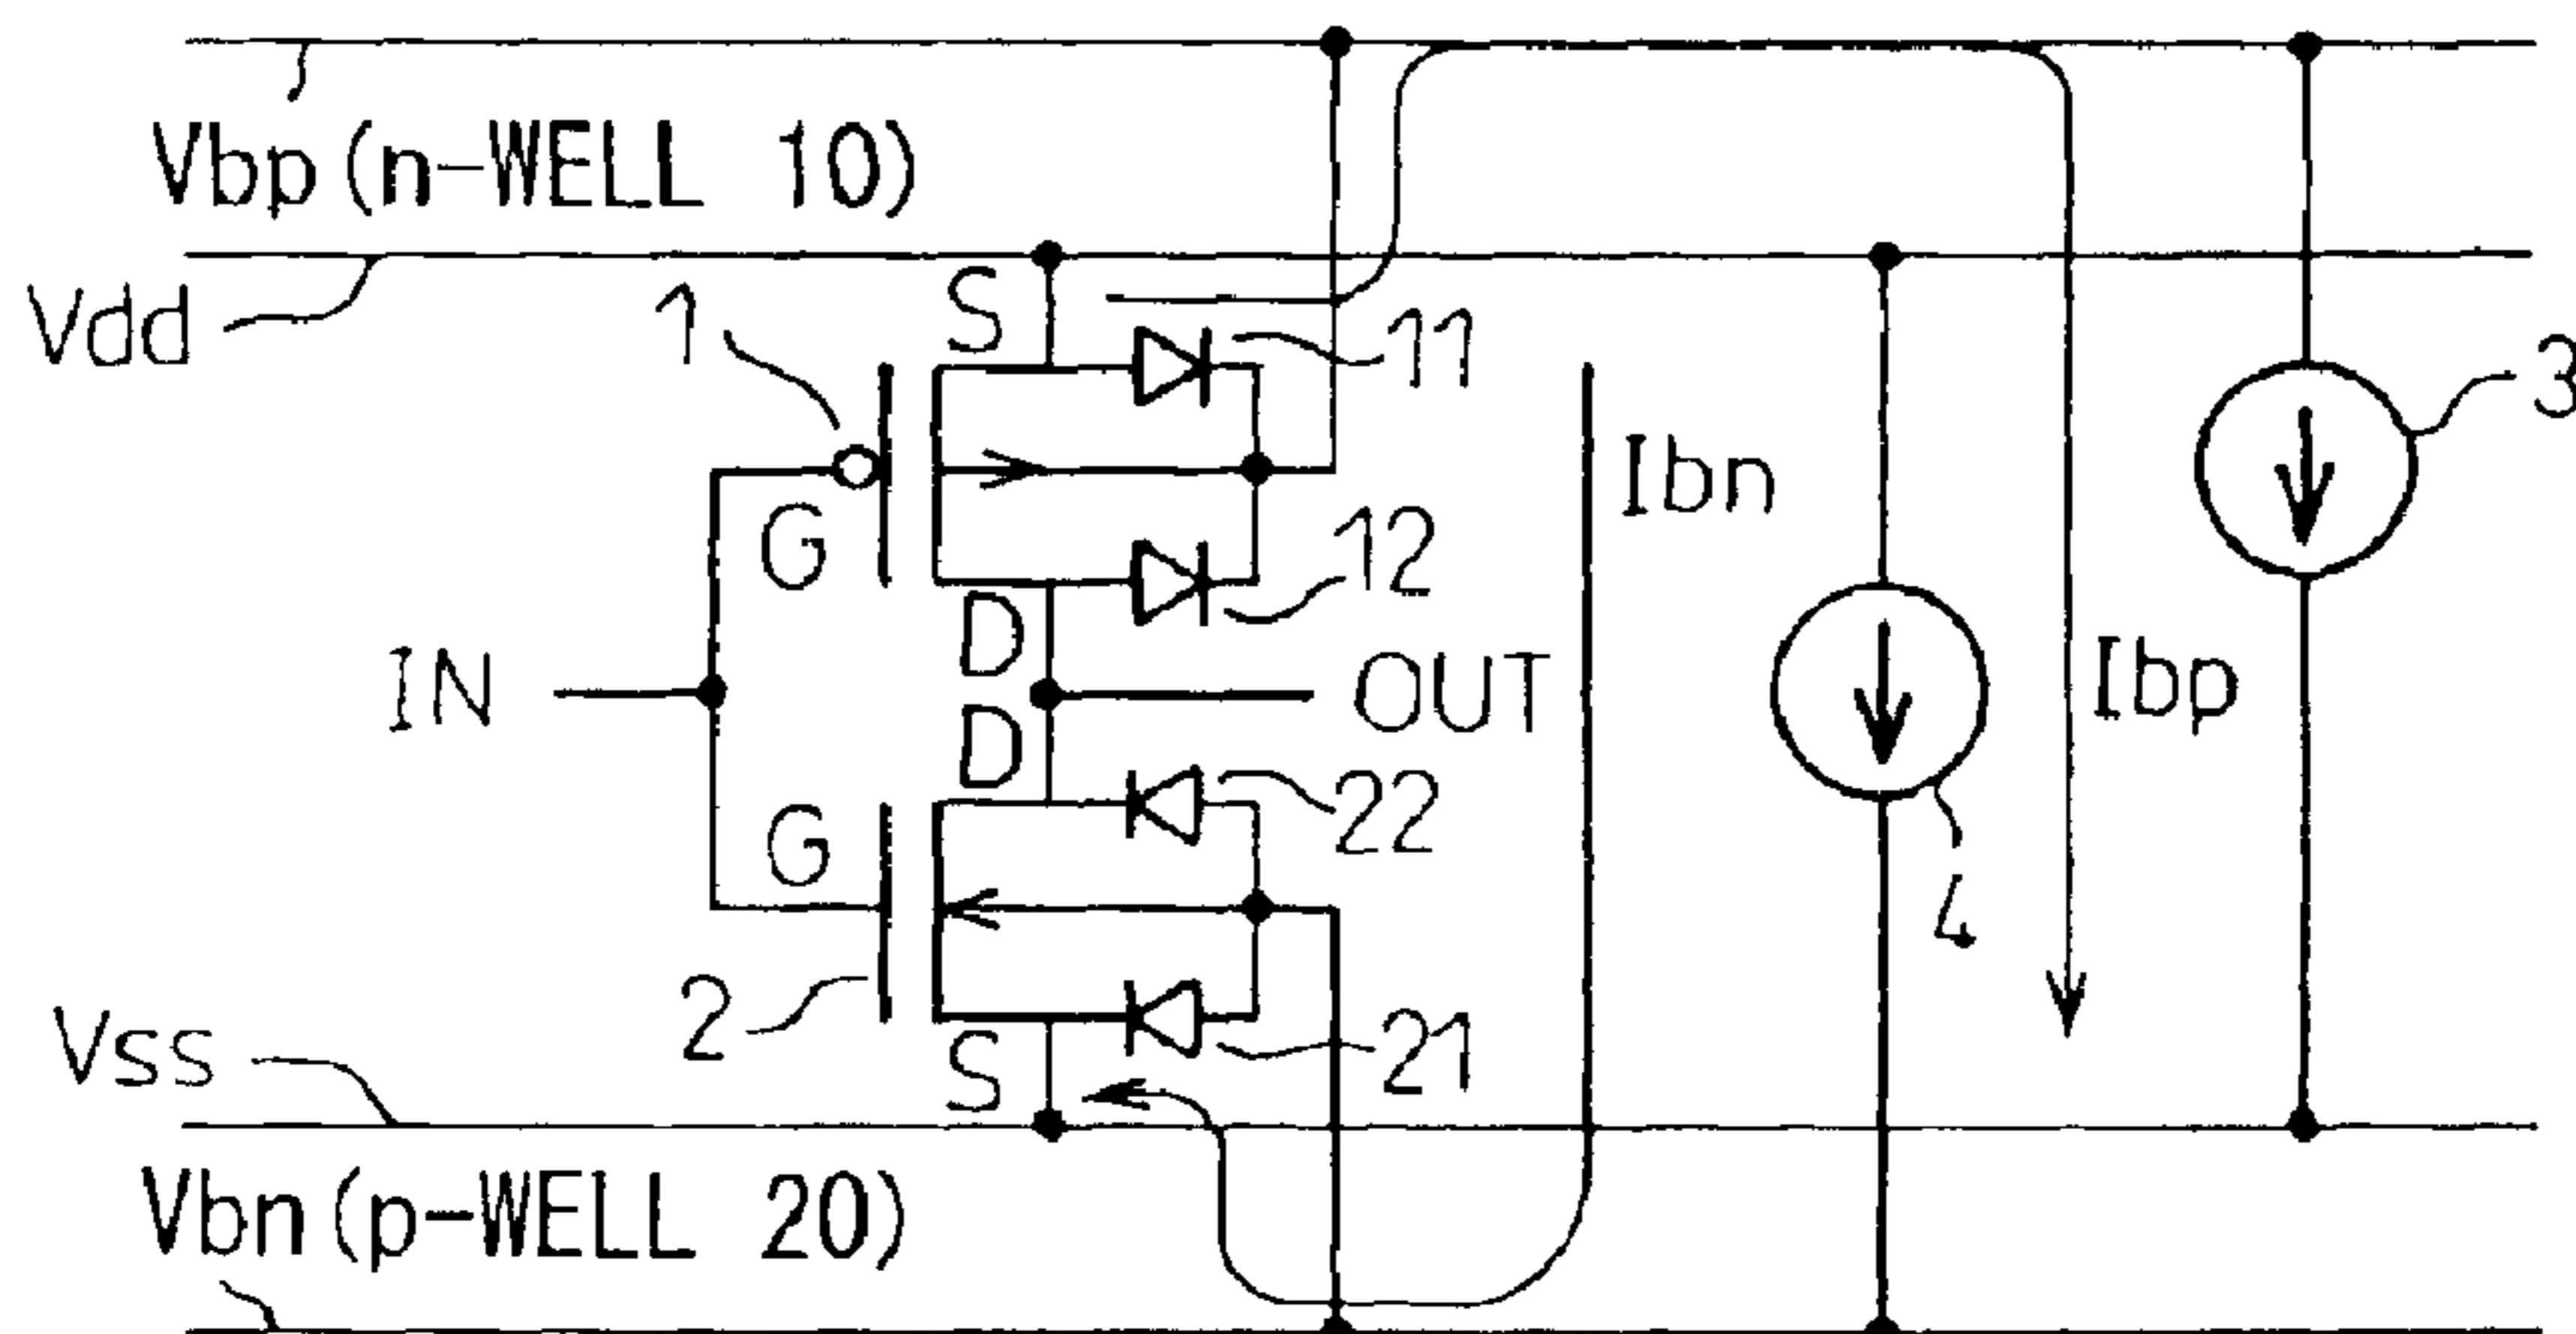 Vbp (n-WELL 10)
Vdd
1
S
11
3
G
Ibn
12
D
IN
OUT
Ibp
D
22
G
4
2
Vss
S
21
Vbn (p-WELL 20)